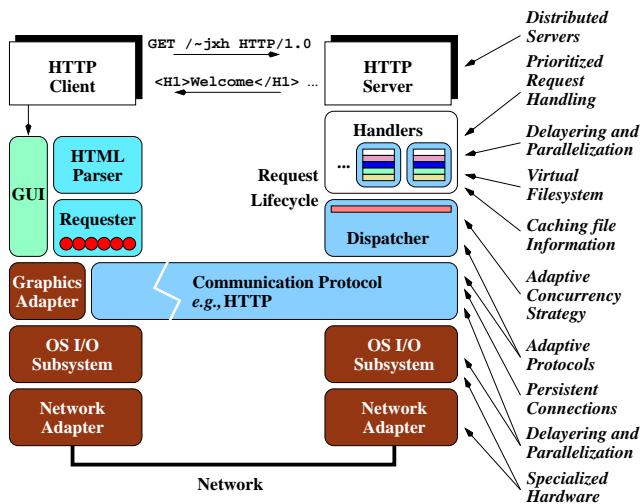 GET /~jxh HTTP/1.0
HTTP
Client
<H1>Welcome</H1> ...
HTTP
Server
Distributed
Servers
Prioritized
Request
Handling
Handlers
...
Delayering and
Parallelization
GUI
HTML
Parser
Request
Lifecycle
Virtual
Filesystem
Requester
Dispatcher
Caching file
Information
Graphics
Adapter
Communication Protocol
e.g., HTTP
Adaptive
Concurrency
Strategy
OS I/O
Subsystem
OS I/O
Subsystem
Adaptive
Protocols
Persistent
Connections
Network
Adapter
Network
Adapter
Delayering and
Parallelization
Network
Specialized
Hardware